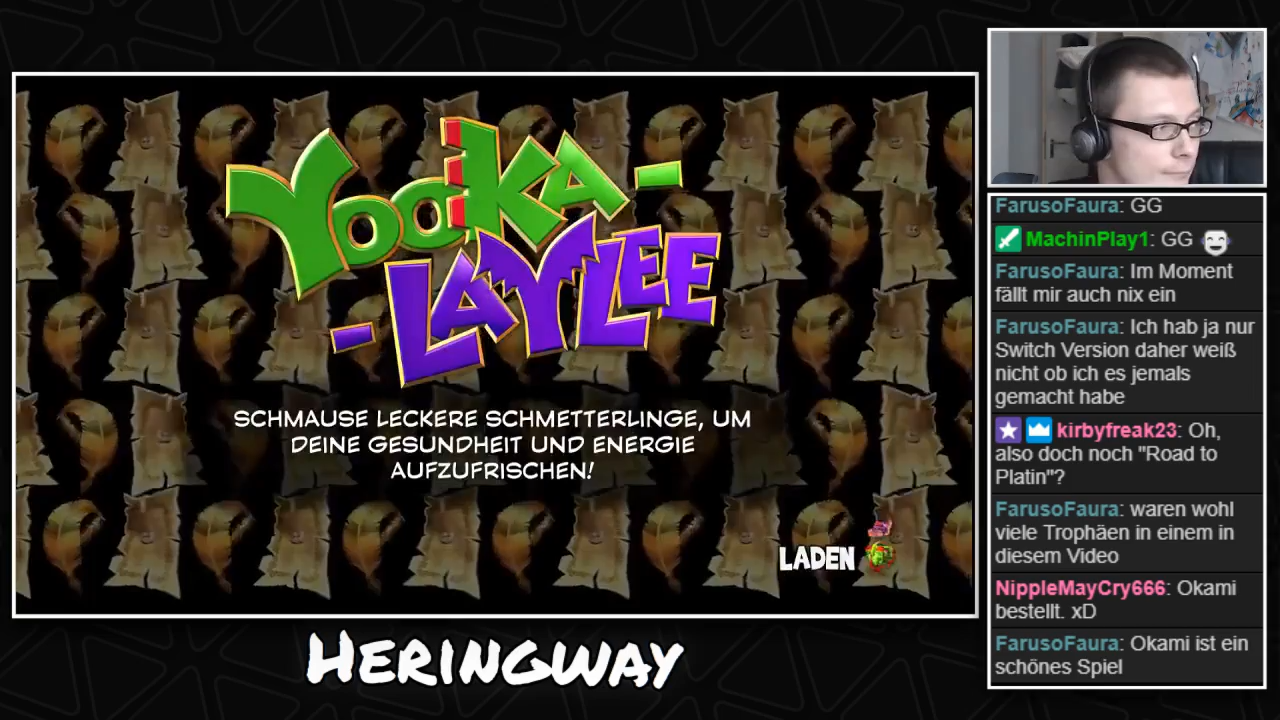 YOOKA-
-LAYLEE
SCHMAUSE LECKERE SCHMETTERLINGE, UM
DEINE GESUNDHEIT UND ENERGIE
AUFZUFRISCHEN!
LADEN
HERINGWAY
FarusoFaura: GG
MachinPlay1: GG
FarusoFaura: Im Moment
fällt mir auch nix ein
FarusoFaura: Ich hab ja nur
Switch Version daher weiß
nicht ob ich es jemals
gemacht habe
kirbyfreak23: Oh,
also doch noch "Road to
Platin"?
FarusoFaura: waren wohl
viele Trophäen in einem in
diesem Video
NippleMayCry666: Okami
bestellt. xD
FarusoFaura: Okami ist ein
schönes Spiel